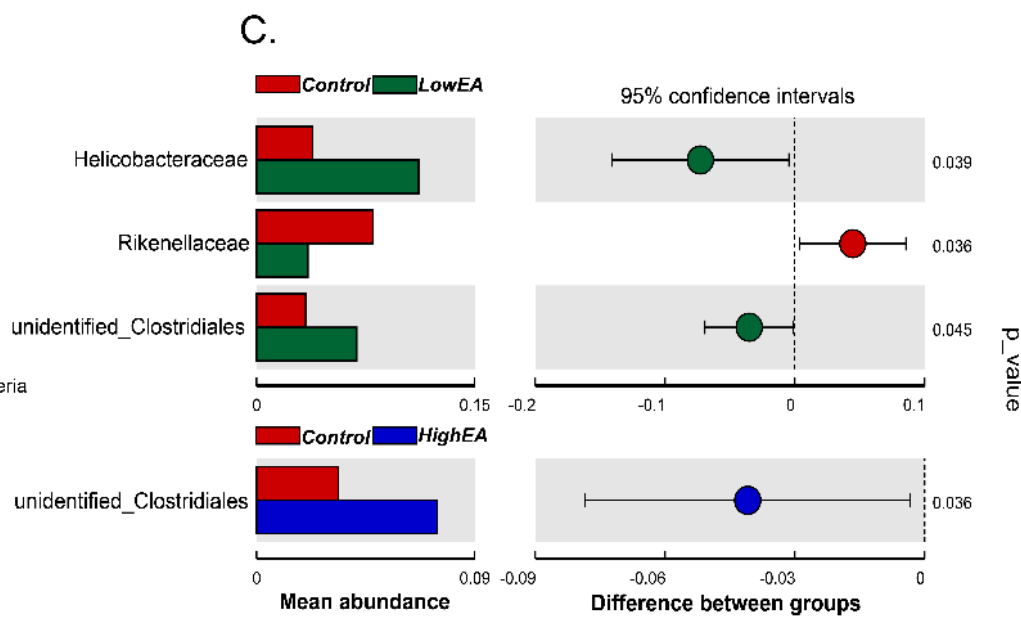 C.
Control LowEA
95% confidence intervals
Helicobacteraceae 0.039
Rikenellaceae 0.036
unidentified_Clostridiales 0.045
p_value
eria
0 0.15 -0.2 -0.1 0 0.1
Control HighEA
unidentified_Clostridiales 0.036
0 0.09 -0.09 -0.06 -0.03 0
Mean abundance Difference between groups